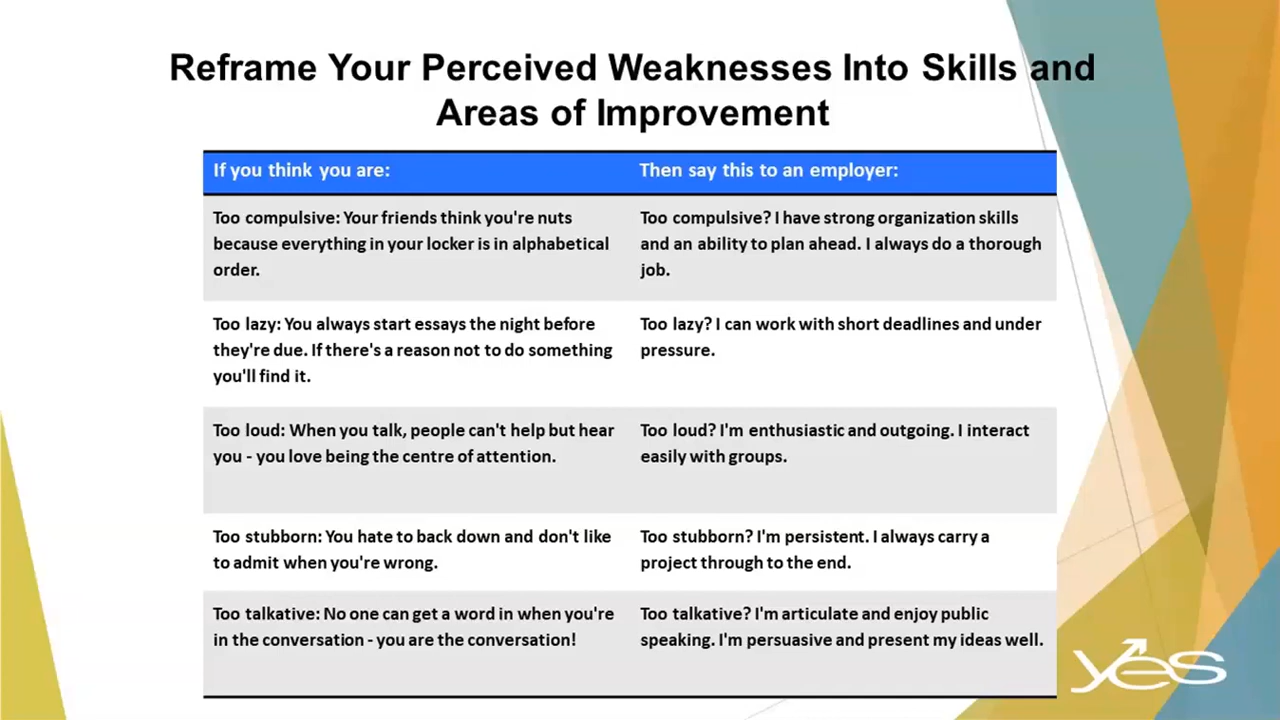 Reframe Your Perceived Weaknesses Into Skills and
Areas of Improvement
If you think you are:
Then say this to an employer:
Too compulsive: Your friends think you're nuts
because everything in your locker is in alphabetical
order.
Too compulsive? I have strong organization skills
and an ability to plan ahead. I always do a thorough
job.
Too lazy: You always start essays the night before
they're due. If there's a reason not to do something
you'll find it.
Too lazy? I can work with short deadlines and under
pressure.
Too loud: When you talk, people can't help but hear
you - you love being the centre of attention.
Too loud? I'm enthusiastic and outgoing. I interact
easily with groups.
Too stubborn: You hate to back down and don't like
to admit when you're wrong.
Too stubborn? I'm persistent. I always carry a
project through to the end.
Too talkative: No one can get a word in when you're
in the conversation - you are the conversation!
Too talkative? I'm articulate and enjoy public
speaking. I'm persuasive and present my ideas well.
yes